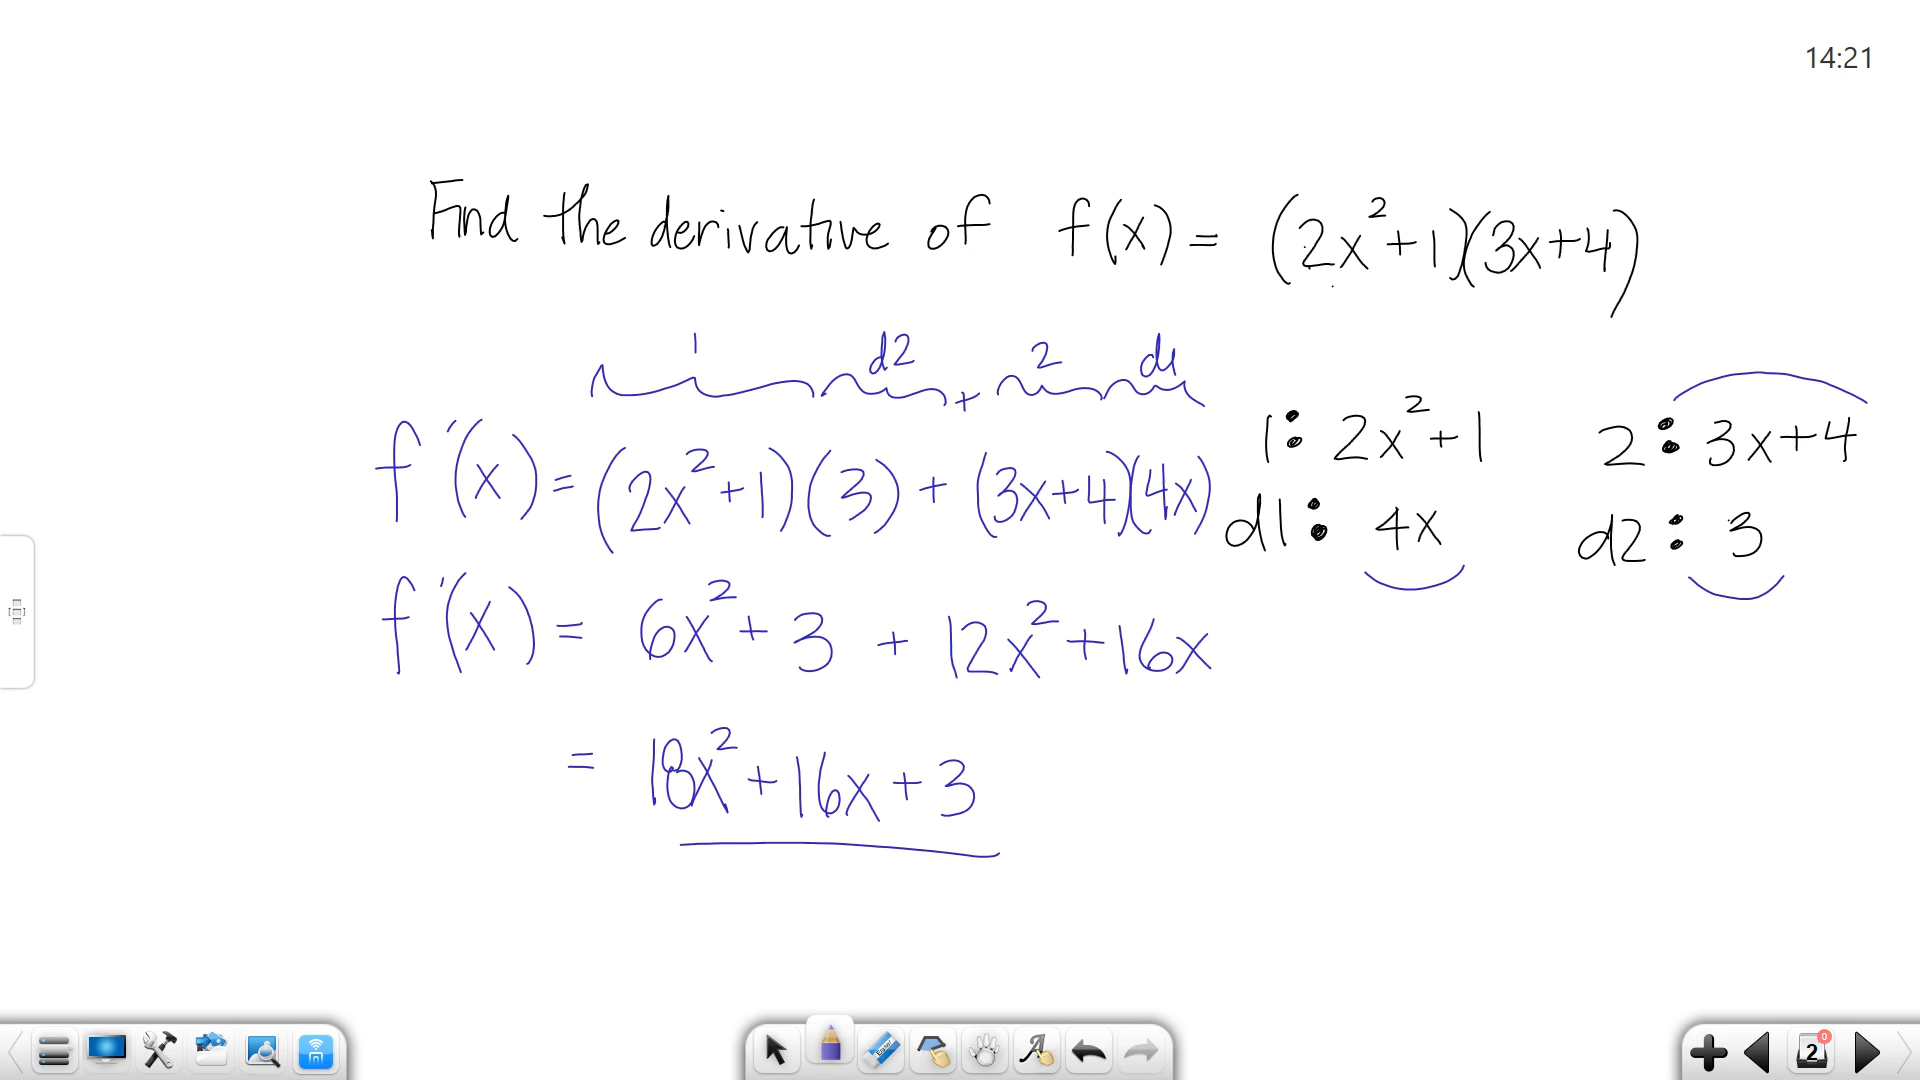 14:21
Find the derivative of f(x) = (2x²+1)(3x+4)
1 d2 + 2 d1
f'(x) = (2x²+1)(3) + (3x+4)(4x)
1: 2x²+1
2: 3x+4
d1: 4x
d2: 3
f'(x) = 6x²+3 + 12x²+16x
= 18x²+16x+3
Eraser
A
2
0